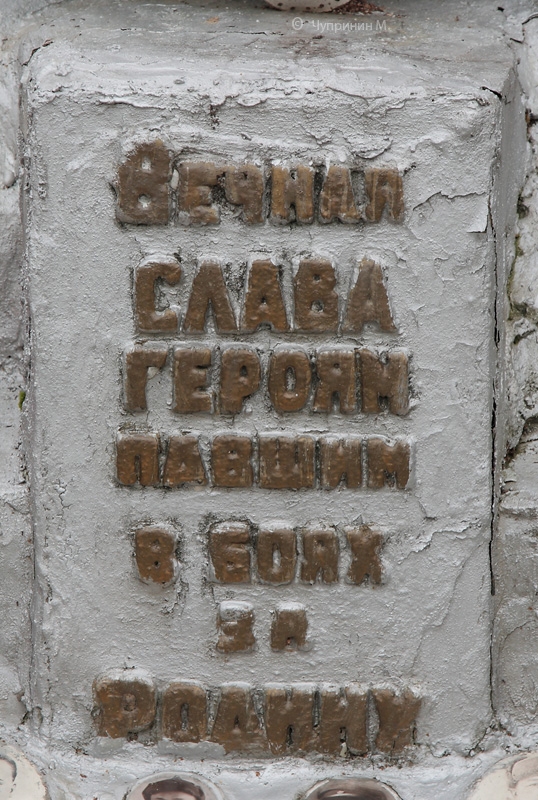 © Чупринин М.
Вечная
слава
героям
павшим
в боях
за
Родину